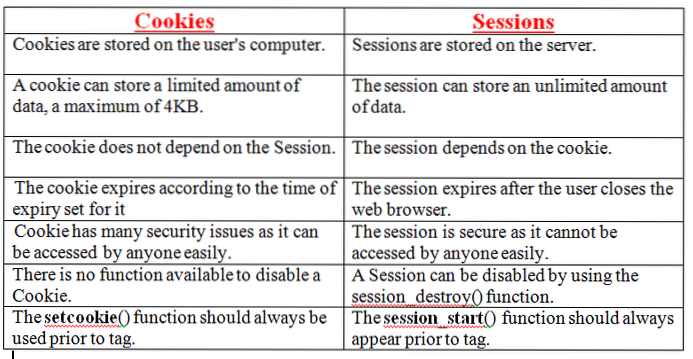 Cookies
Sessions
Cookies are stored on the user's computer.
Sessions are stored on the server.
A cookie can store a limited amount of
data, a maximum of 4KB.
The session can store an unlimited amount
of data.
The cookie does not depend on the Session.
The session depends on the cookie.
The cookie expires according to the time of
expiry set for it
The session expires after the user closes the
web browser.
Cookie has many security issues as it can
be accessed by anyone easily.
The session is secure as it cannot be
accessed by anyone easily.
There is no function available to disable a
Cookie.
A Session can be disabled by using the
session_destroy() function.
The setcookie() function should always be
used prior to tag.
The session_start() function should always
appear prior to tag.